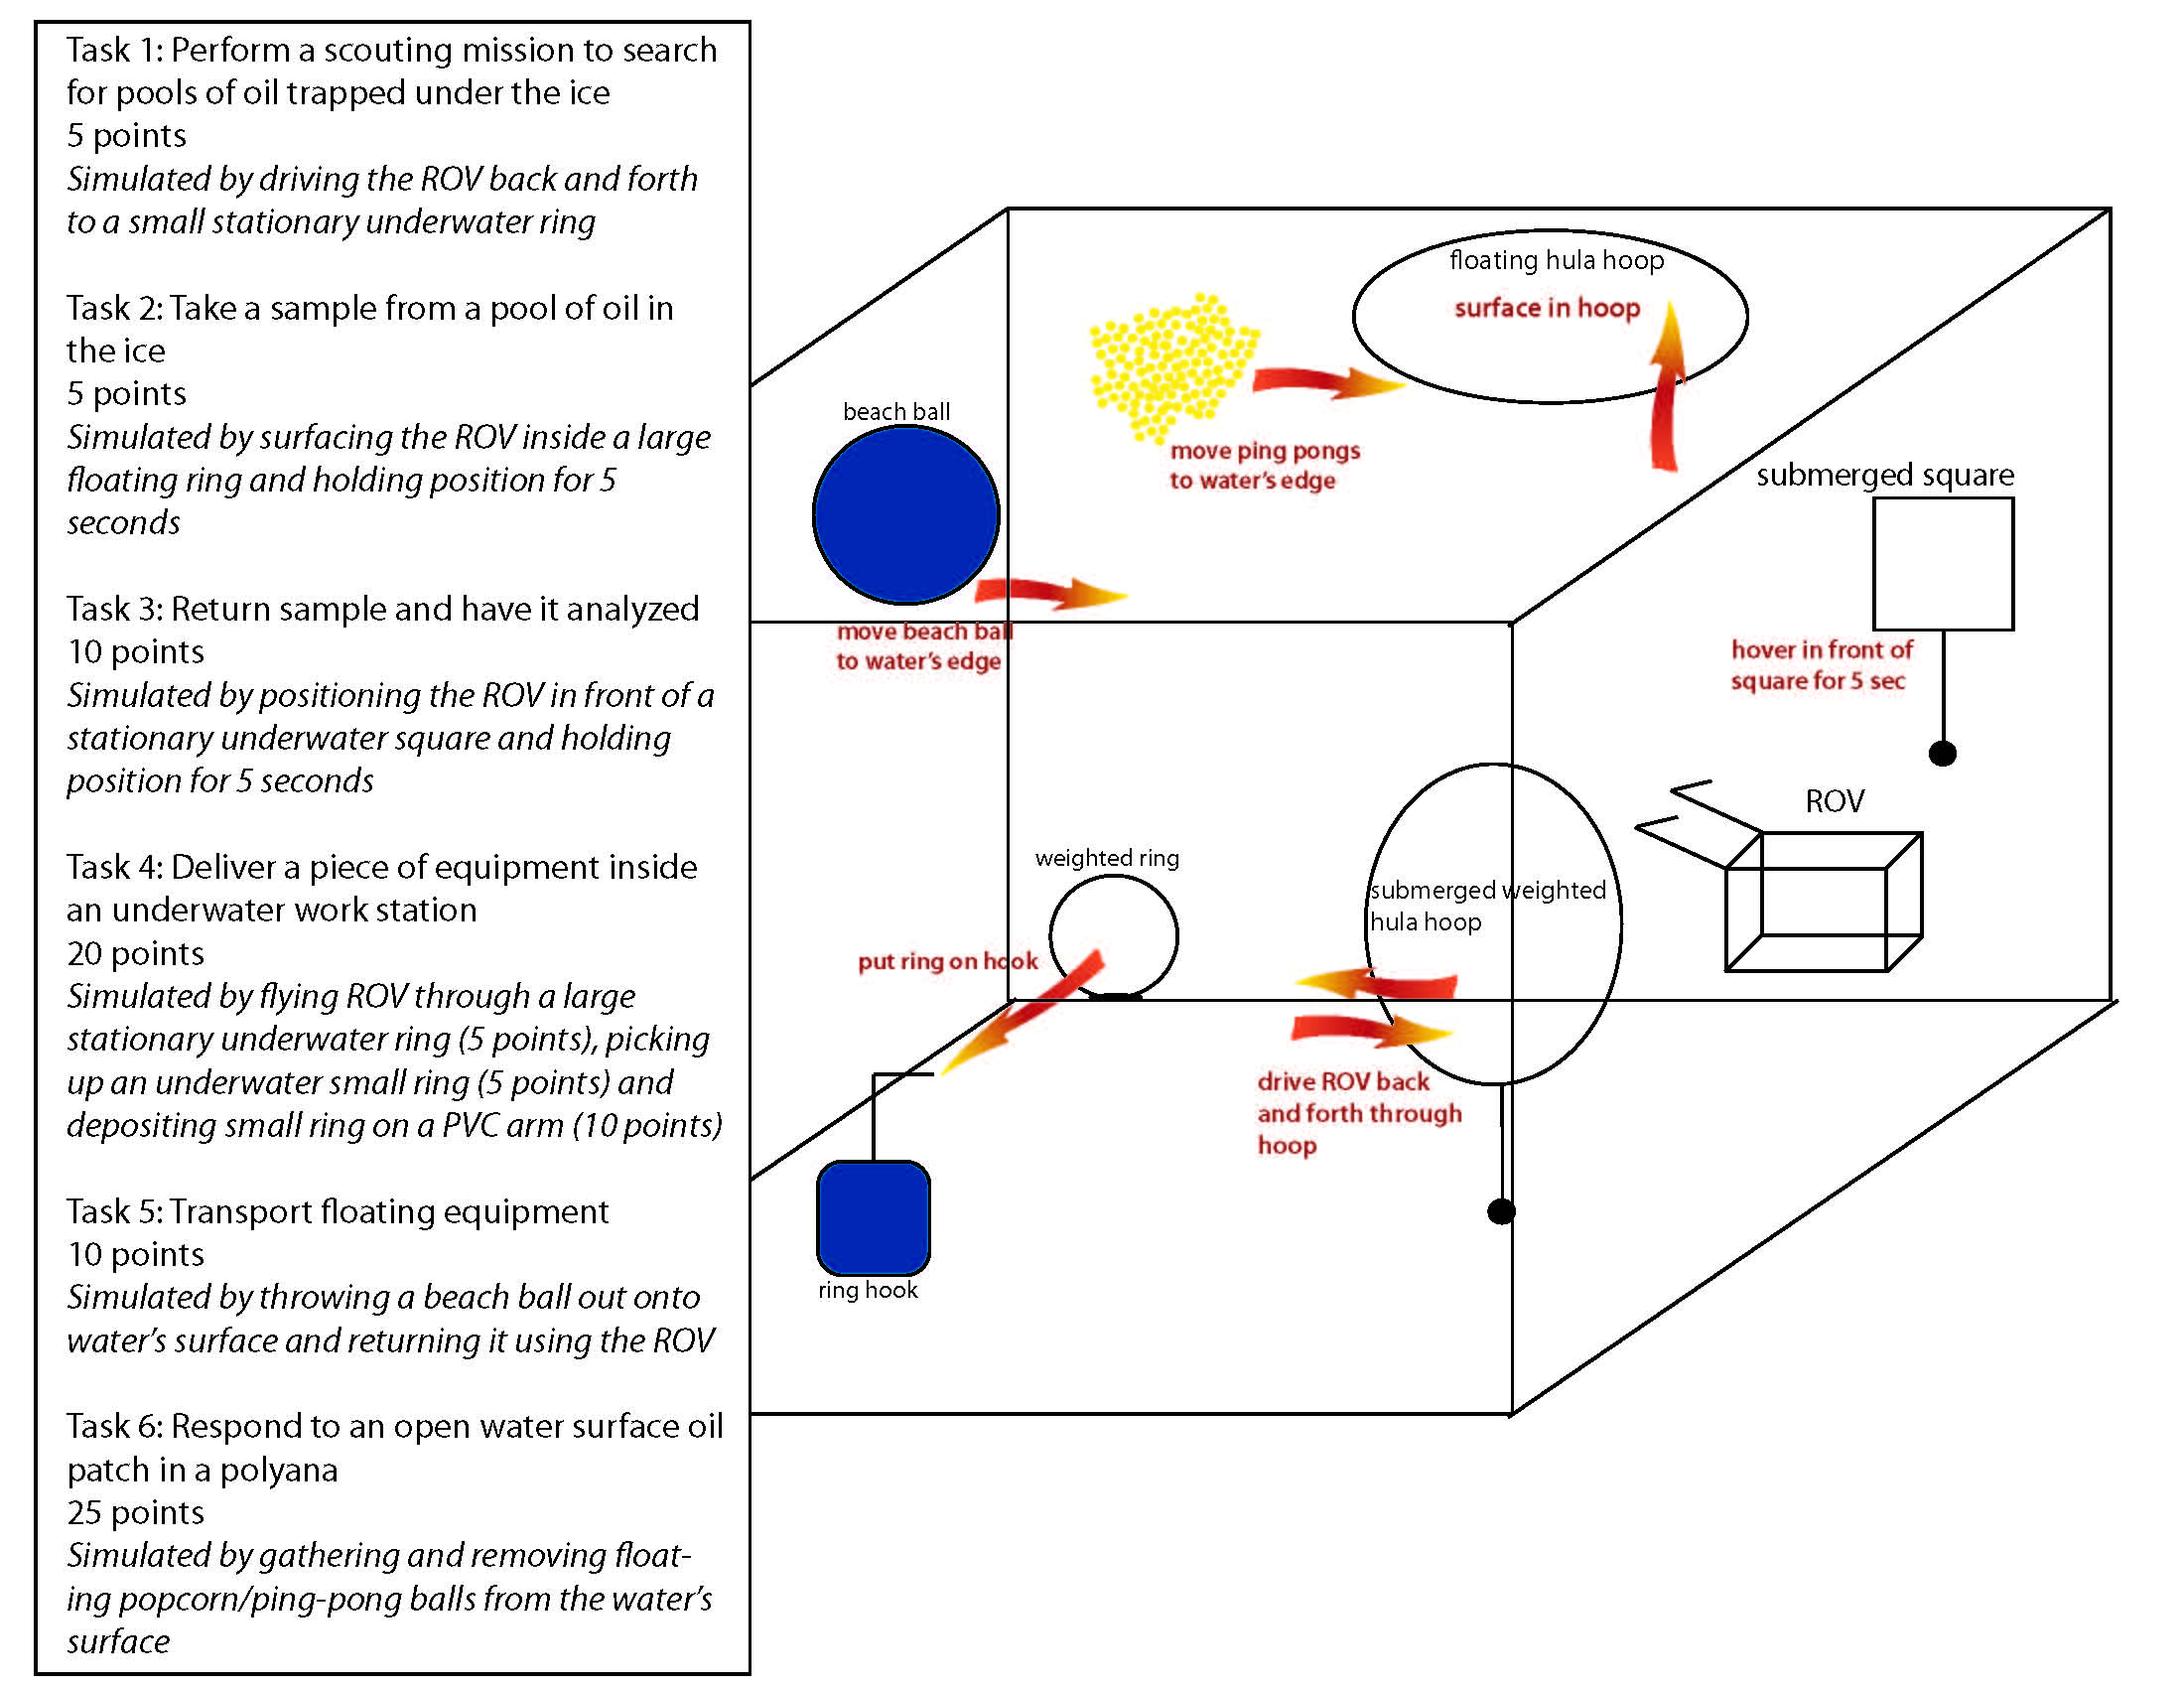 Task 1: Perform a scouting mission to search
for pools of oil trapped under the ice
5 points
Simulated by driving the ROV back and forth
to a small stationary underwater ring
Task 2: Take a sample from a pool of oil in
the ice
5 points
Simulated by surfacing the ROV inside a large
floating ring and holding position for 5
seconds
Task 3: Return sample and have it analyzed
10 points
Simulated by positioning the ROV in front of a
stationary underwater square and holding
position for 5 seconds
Task 4: Deliver a piece of equipment inside
an underwater work station
20 points
Simulated by flying ROV through a large
stationary underwater ring (5 points), picking
up an underwater small ring (5 points) and
depositing small ring on a PVC arm (10 points)
Task 5: Transport floating equipment
10 points
Simulated by throwing a beach ball out onto
water's surface and returning it using the ROV
Task 6: Respond to an open water surface oil
patch in a polyana
25 points
Simulated by gathering and removing float-
ing popcorn/ping-pong balls from the water's
surface
floating hula hoop
surface in hoop
beach ball
move ping pongs
to water's edge
submerged square
move beach ball
to water's edge
hover in front of
square for 5 sec
ROV
weighted ring
submerged weighted
hula hoop
put ring on hook
drive ROV back
and forth through
hoop
ring hook